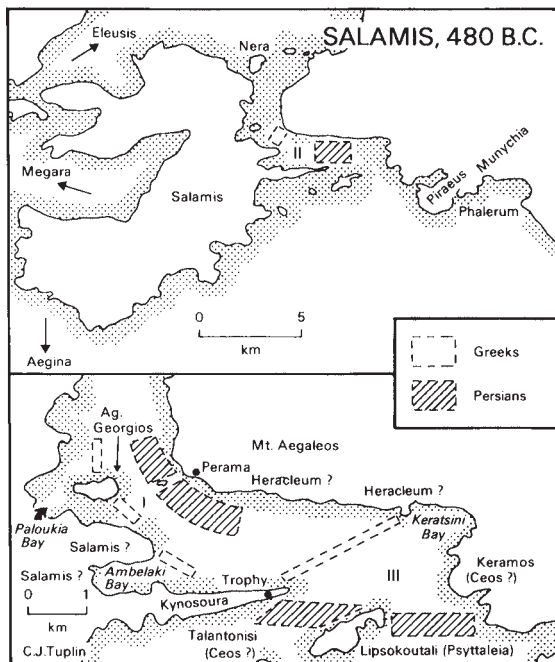 SALAMIS, 480 B.C.
Eleusis
Nera
II
Megara
Salamis
Piraeus
Munychia
Phalerum
0 5
km
Aegina
Greeks
Persians
Ag.
Georgios
Mt. Aegaleos
Perama
Heracleum ?
Heracleum ?
Keratsini
Bay
I
Paloukia
Bay
Salamis ?
Ambelaki
Bay
Salamis ?
Trophy
III
Keramos
(Ceos ?)
0 1
km
Kynosoura
C.J.Tuplin
Talantonisi
(Ceos ?)
Lipsokoutali (Psyttaleia)